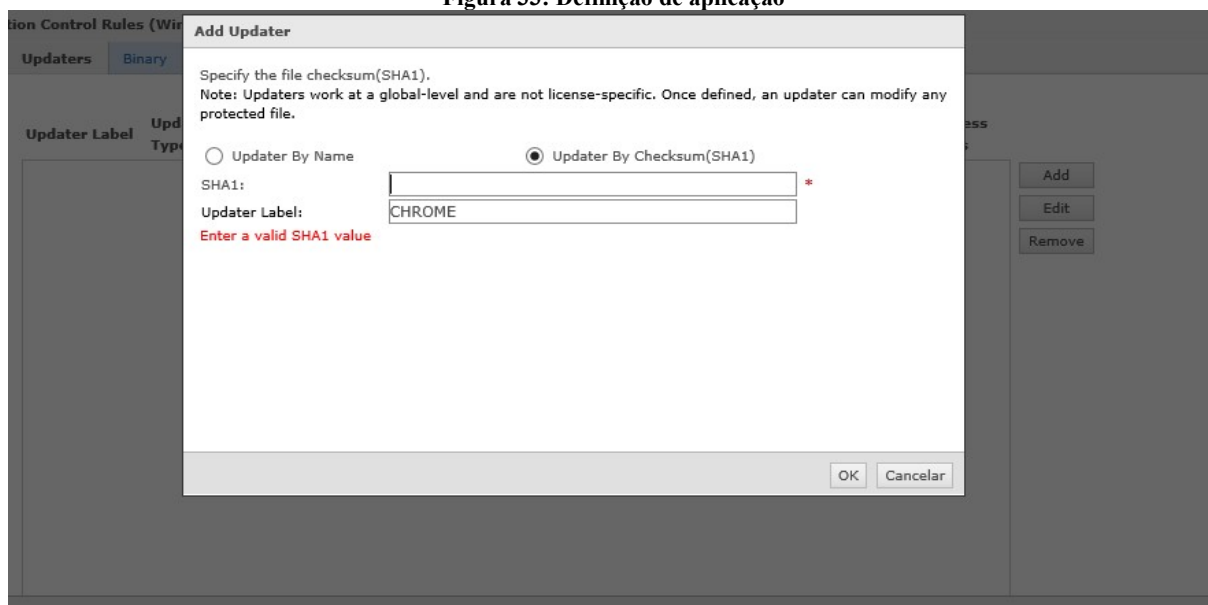 Figura 33: Definição de aplicação
tion Control Rules (Win
Add Updater
Updaters
Binary
Specify the file checksum(SHA1).
Note: Updaters work at a global-level and are not license-specific. Once defined, an updater can modify any
protected file.
Updater Label
Upd
Type
ess
s
Updater By Name
Updater By Checksum(SHA1)
SHA1:
*
Updater Label:
CHROME
Enter a valid SHA1 value
Add
Edit
Remove
OK
Cancelar